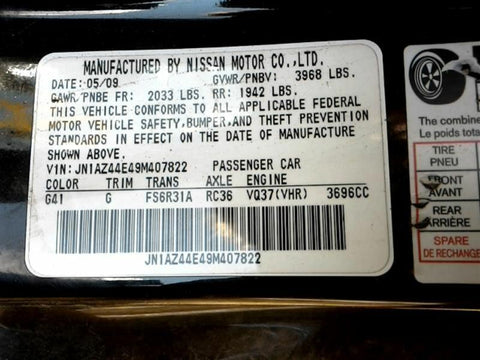 MANUFACTURED BY NISSAN MOTOR CO.,LTD.
DATE: 05/09 GVWR/PNBV: 3968 LBS.
GAWR/PNBE FR: 2033 LBS. RR: 1942 LBS.
THIS VEHICLE CONFORMS TO ALL APPLICABLE FEDERAL
MOTOR VEHICLE SAFETY,BUMPER,AND THEFT PREVENTION
STANDARDS IN EFFECT ON THE DATE OF MANUFACTURE
SHOWN ABOVE.
VIN: JN1AZ44E49M407822 PASSENGER CAR
COLOR TRIM TRANS AXLE ENGINE
G41 G FS6R31A RC36 VQ37(VHR) 3696CC
JN1AZ44E49M407822
The combine
Le poids tota
TIRE
PNEU
FRONT
AVANT
REAR
ARRIERE
SPARE
DE